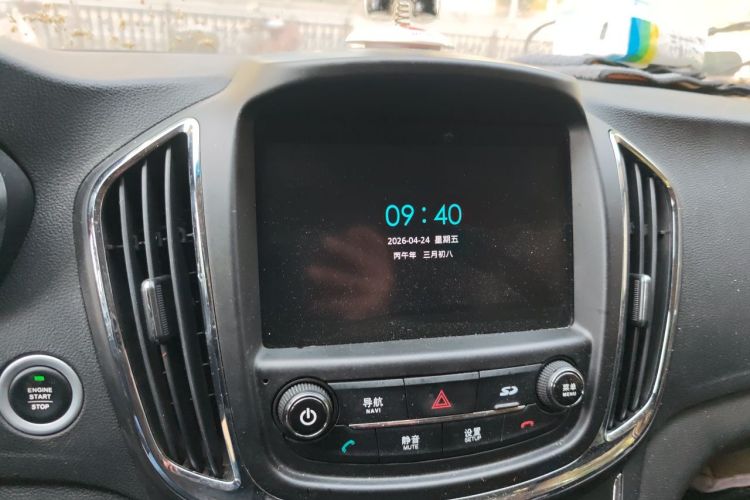 09:40
2026-04-24 星期五
丙午年 三月初八
ENGINE
START
STOP
导航
NAVI
SD
菜单
MENU
静音
MUTE
设置
SETUP